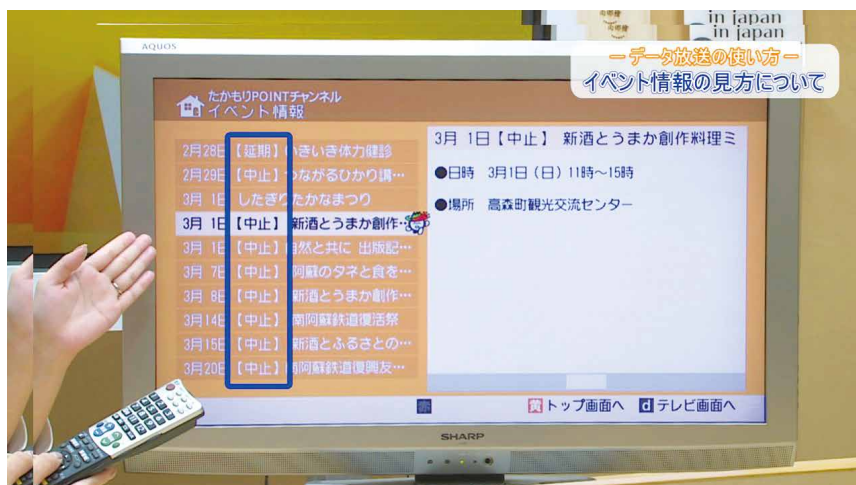 in japan
in japan
AQUOS
ーデータ放送の使い方ー
イベント情報の見方について
たかもりPOINTチャンネル
イベント情報
2月28日【延期】いきいき体力健診
2月29日【中止】つながるひかり講…
3月 1日 したぎりたかなまつり
3月 1日【中止】 新酒とうまか創作…
3月 1日【中止】自然と共に 出版記…
3月 7日【中止】 阿蘇のタネと食を…
3月 8日【中止】 新酒とうまか創作…
3月14日【中止】 南阿蘇鉄道復活祭
3月15日【中止】 新酒とふるさとの…
3月20日【中止】南阿蘇鉄道復興友…
3月 1日【中止】 新酒とうまか創作料理ミ
●日時 3月1日（日）11時～15時
●場所 高森町観光交流センター
赤
黄 トップ画面へ d テレビ画面へ
SHARP